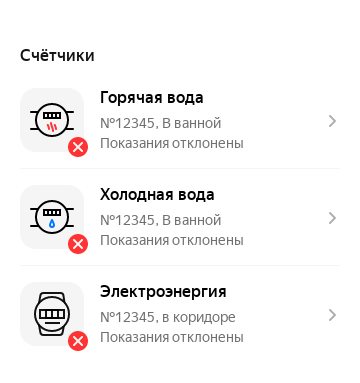 Счётчики
Горячая вода
№12345, В ванной
Показания отклонены
Холодная вода
№12345, В ванной
Показания отклонены
Электроэнергия
№12345, в коридоре
Показания отклонены